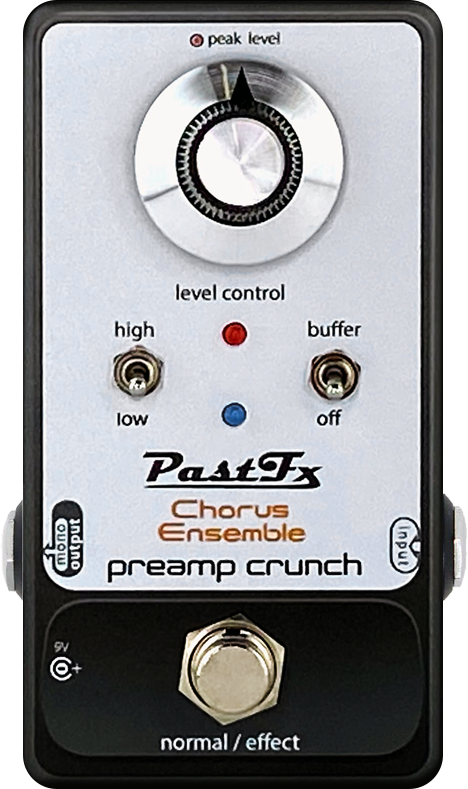 peak level
level control
high
buffer
low
off
PastFx
Chorus
Ensemble
mono
output
input
preamp crunch
9V
+
normal / effect